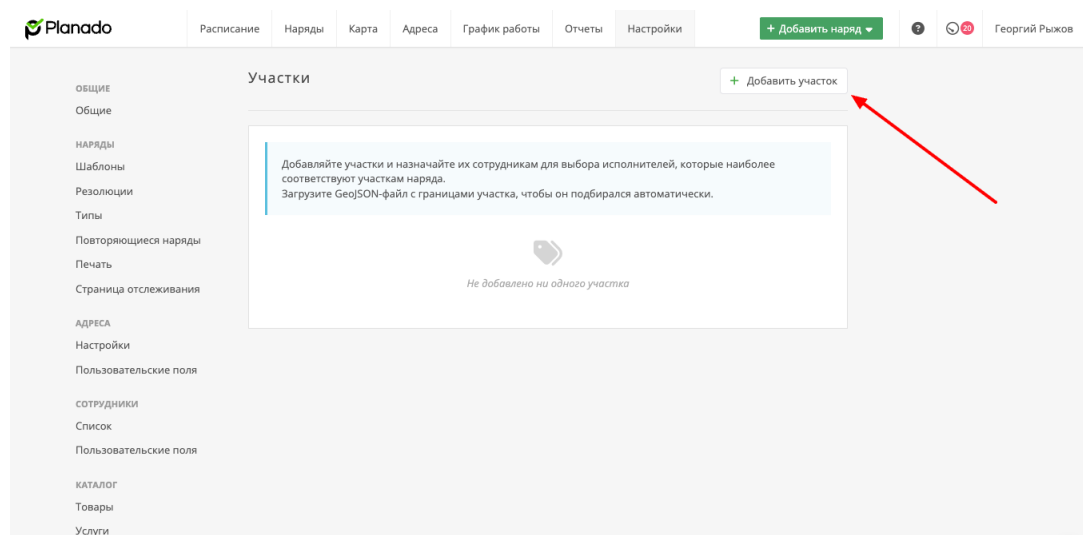 Planado
Расписание Наряды Карта Адреса График работы Отчеты Настройки + Добавить наряд ? 20 Георгий Рыжов
Участки
+ Добавить участок
ОБЩИЕ
Общие
НАРЯДЫ
Шаблоны
Резолюции
Типы
Повторяющиеся наряды
Печать
Страница отслеживания
АДРЕСА
Настройки
Пользовательские поля
СОТРУДНИКИ
Список
Пользовательские поля
КАТАЛОГ
Товары
Услуги
Добавляйте участки и назначайте их сотрудникам для выбора исполнителей, которые наиболее
соответствуют участкам наряда.
Загрузите GeoJSON-файл с границами участка, чтобы он подбирался автоматически.
Не добавлено ни одного участка